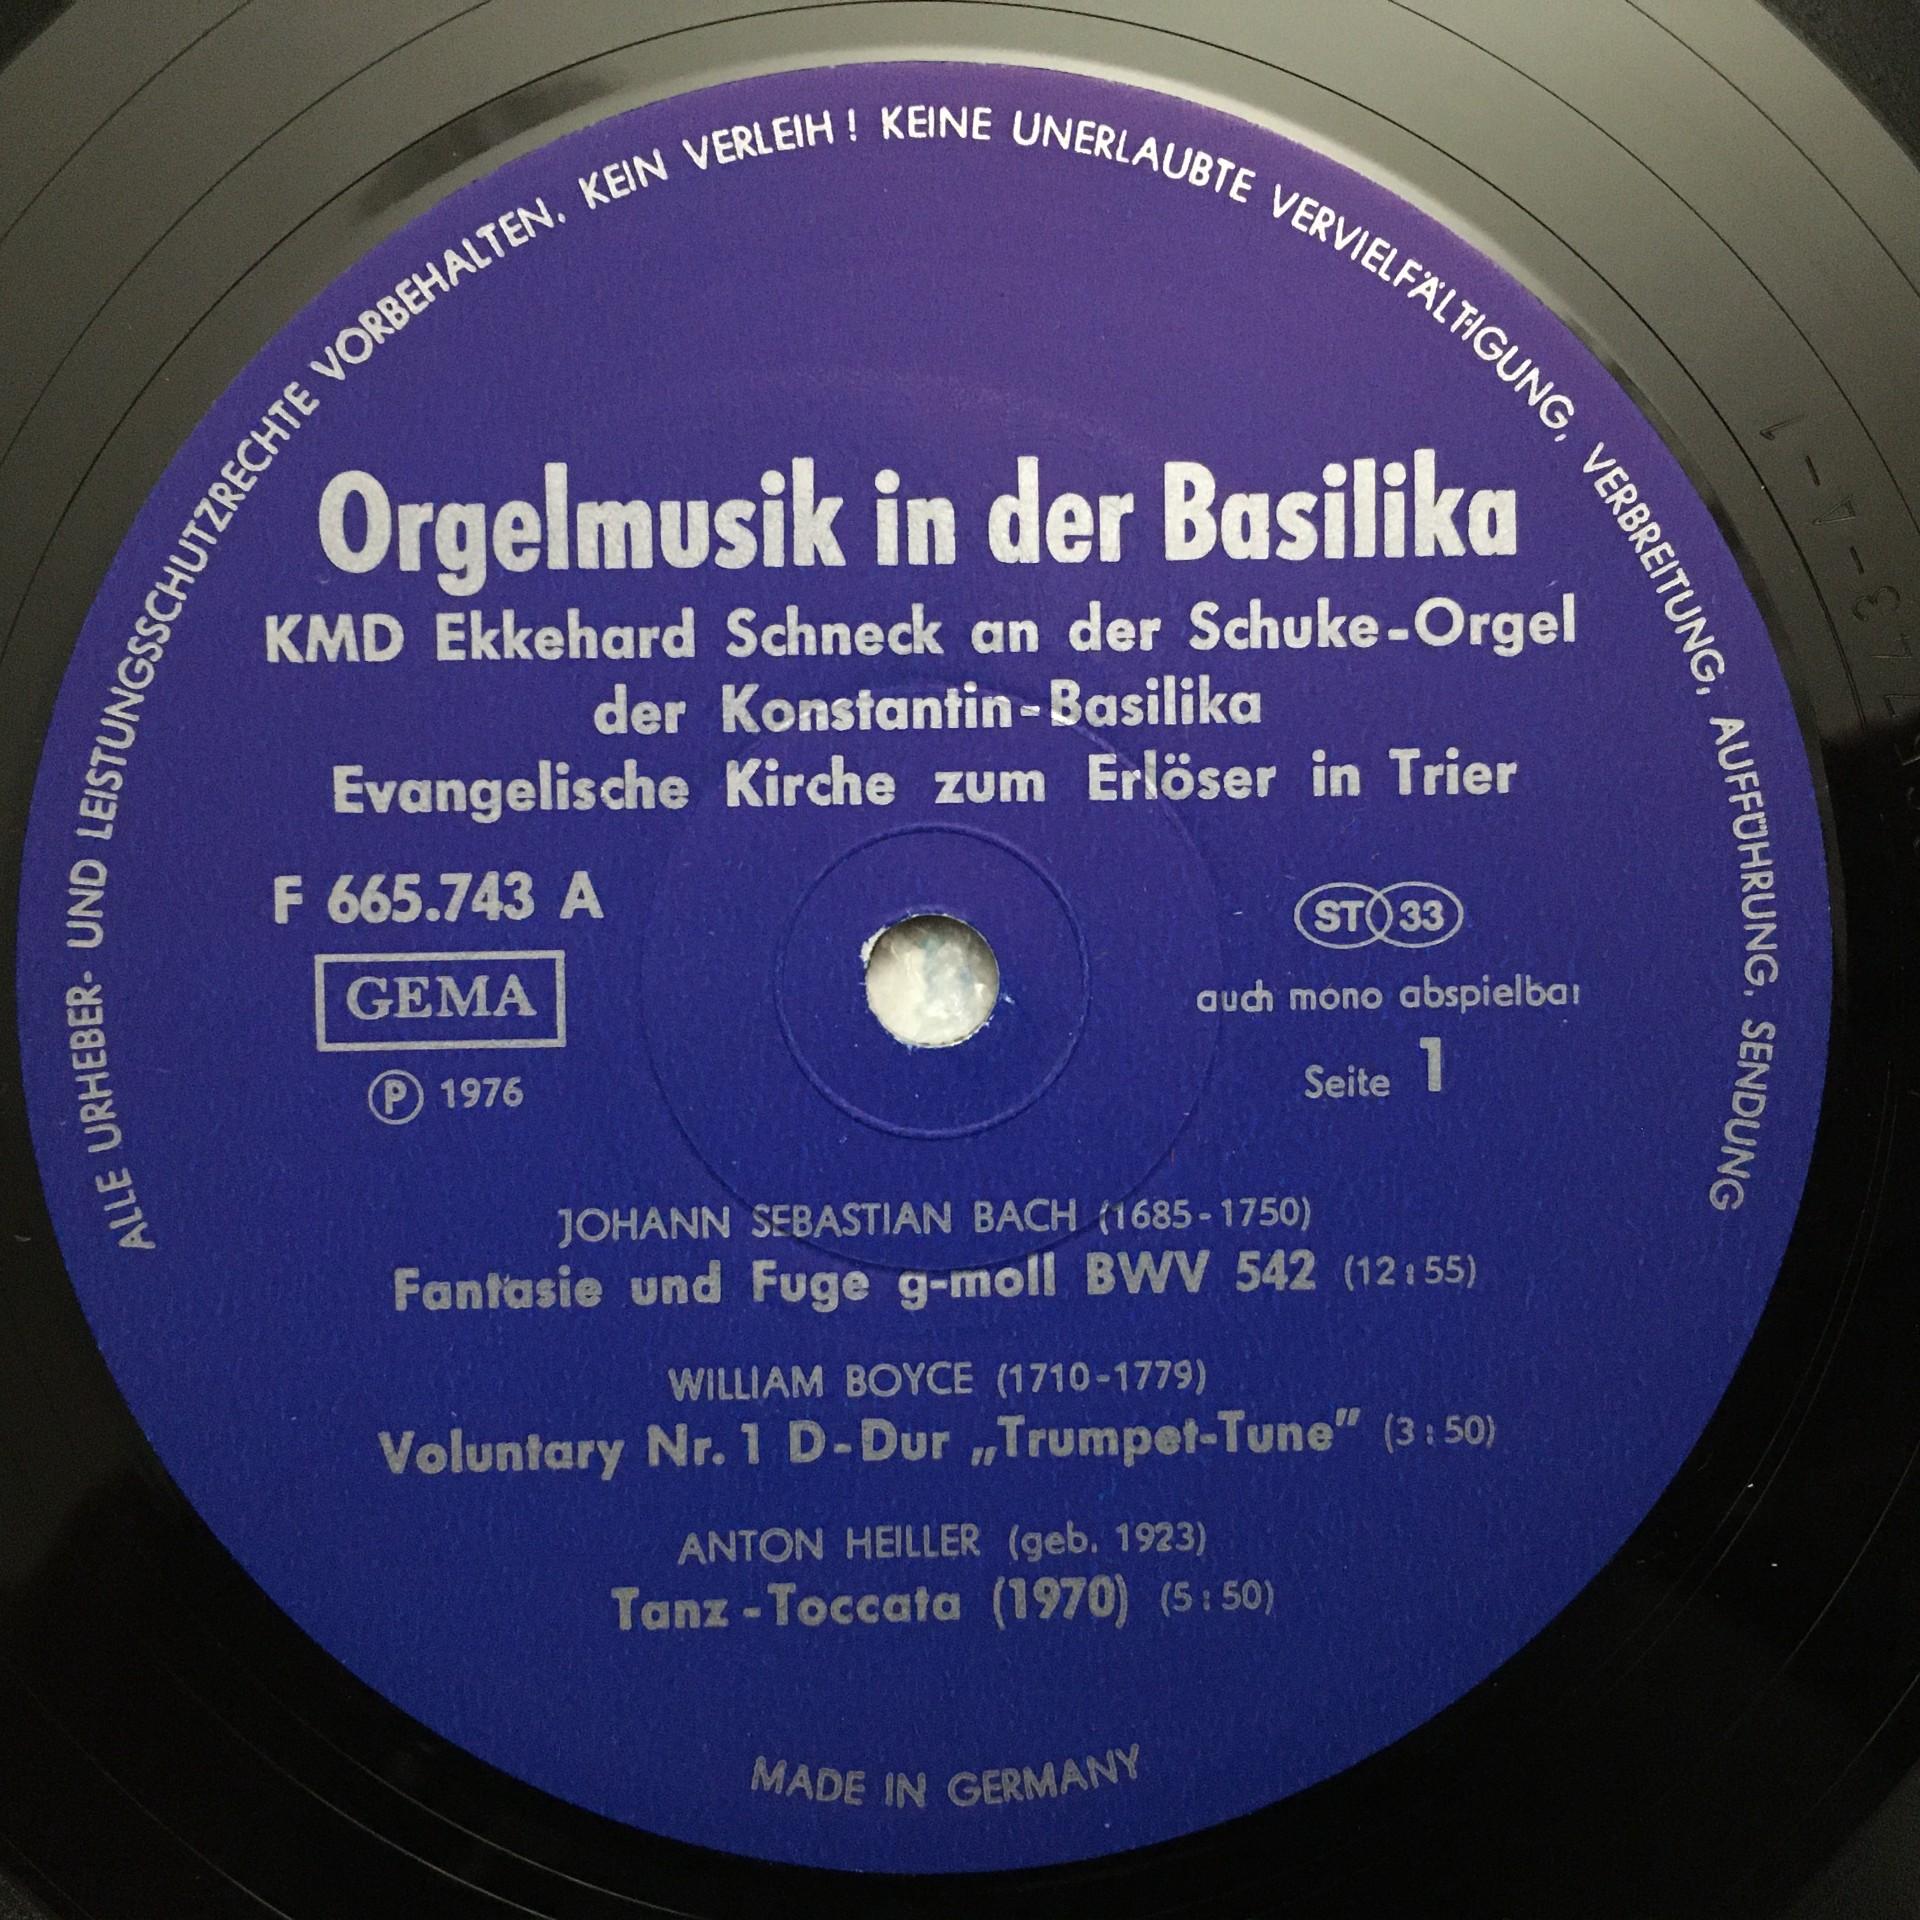 ALLE URHEBER- UND LEISTUNGSSCHUTZRECHTE VORBEHALTEN. KEIN VERLEIH! KEINE UNERLAUBTE VERVIELFÄLTIGUNG, VERBREITUNG, AUFFÜHRUNG, SENDUNG
Orgelmusik in der Basilika
KMD Ekkehard Schneck an der Schuke-Orgel
der Konstantin-Basilika
Evangelische Kirche zum Erlöser in Trier
F 665.743 A
GEMA
℗ 1976
ST 33
auch mono abspielbar
Seite 1
JOHANN SEBASTIAN BACH (1685-1750)
Fantasie und Fuge g-moll BWV 542 (12:55)
WILLIAM BOYCE (1710-1779)
Voluntary Nr. 1 D-Dur „Trumpet-Tune” (3:50)
ANTON HEILLER (geb. 1923)
Tanz-Toccata (1970) (5:50)
MADE IN GERMANY